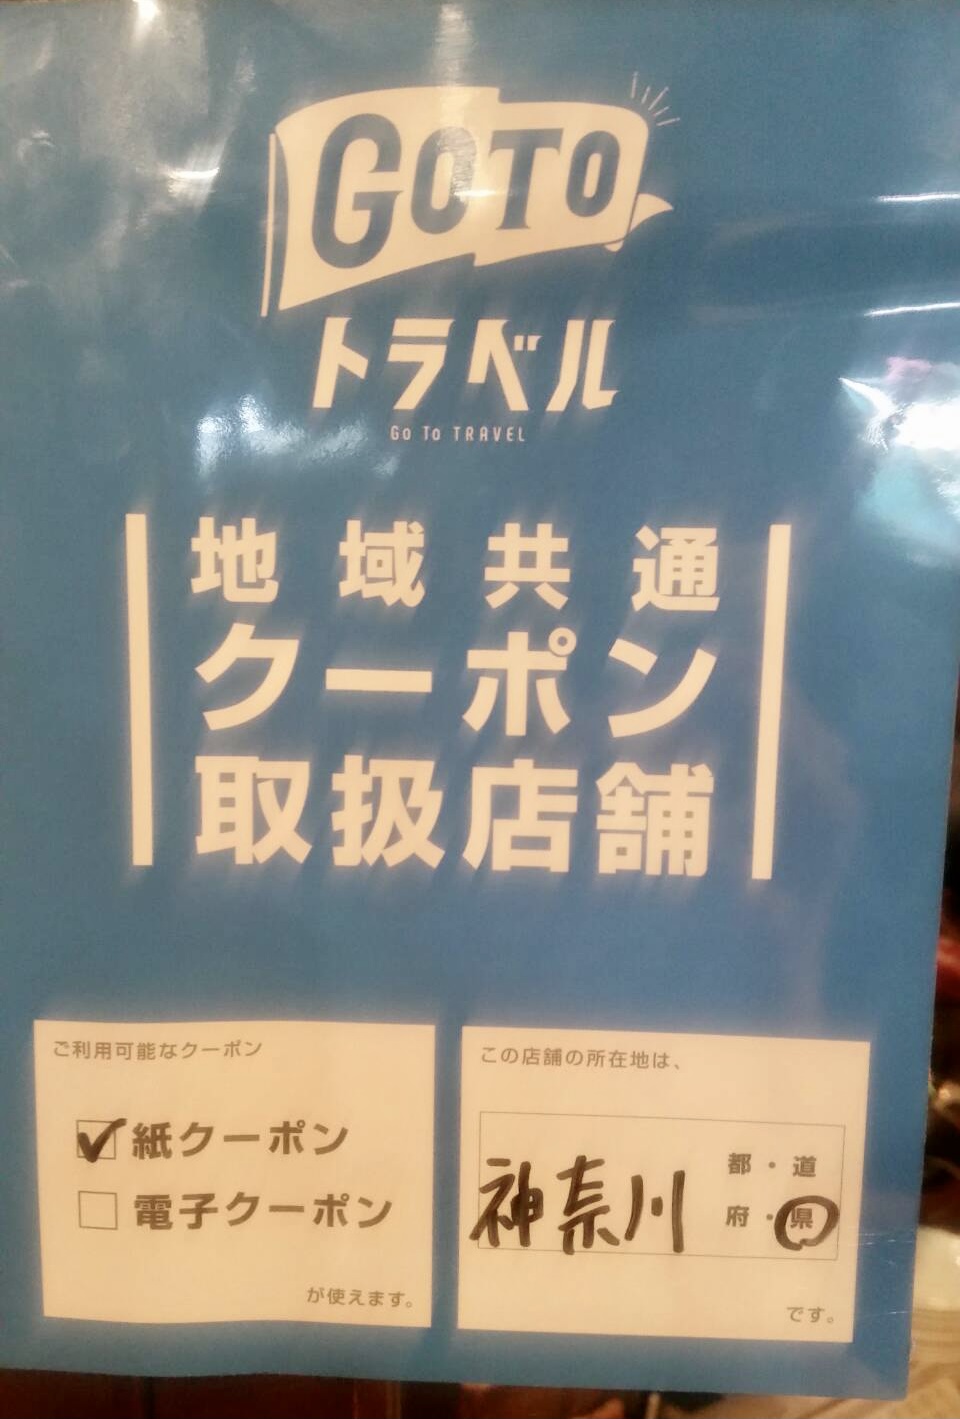 GOTO
トラベル
Go To TRAVEL
地域共通
クーポン
取扱店舗
ご利用可能なクーポン
紙クーポン
電子クーポン
が使えます。
この店舗の所在地は、
神奈川
都・道
府・県
です。